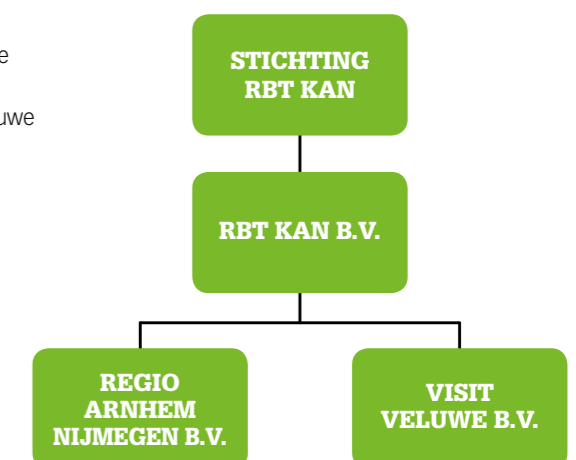 STICHTING
RBT KAN
RBT KAN B.V.
REGIO
ARNHEM
NIJMEGEN B.V.
VISIT
VELUWE B.V.